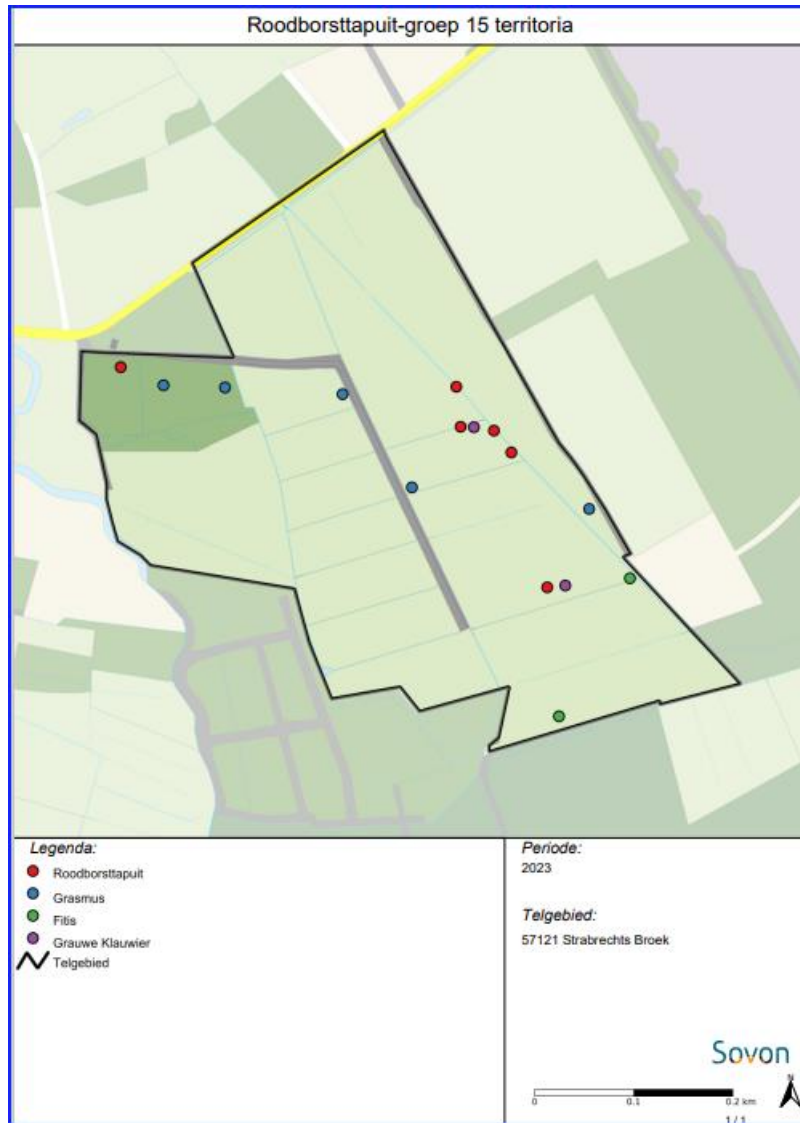 Roodborsttapuit-groep 15 territoria
Legenda:
Roodborsttapuit
Grasmus
Fitis
Grauwe Klauwier
Telgebied
Periode:
2023
Telgebied:
57121 Strabrechts Broek
Sovon
N
0 0.1 0.2 km
1 / 1